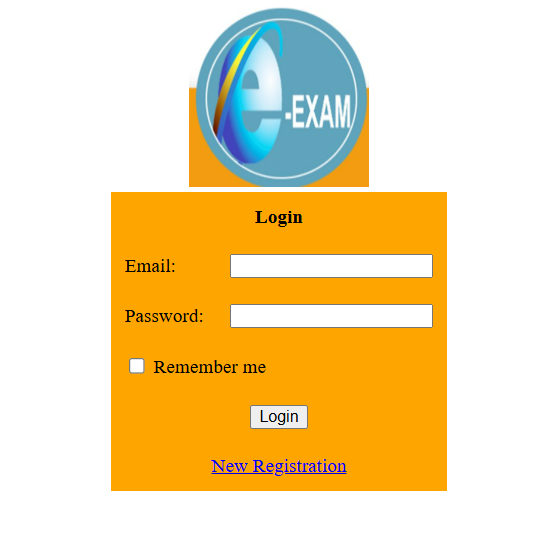 e-EXAM
Login
Email:
Password:
Remember me
Login
New Registration